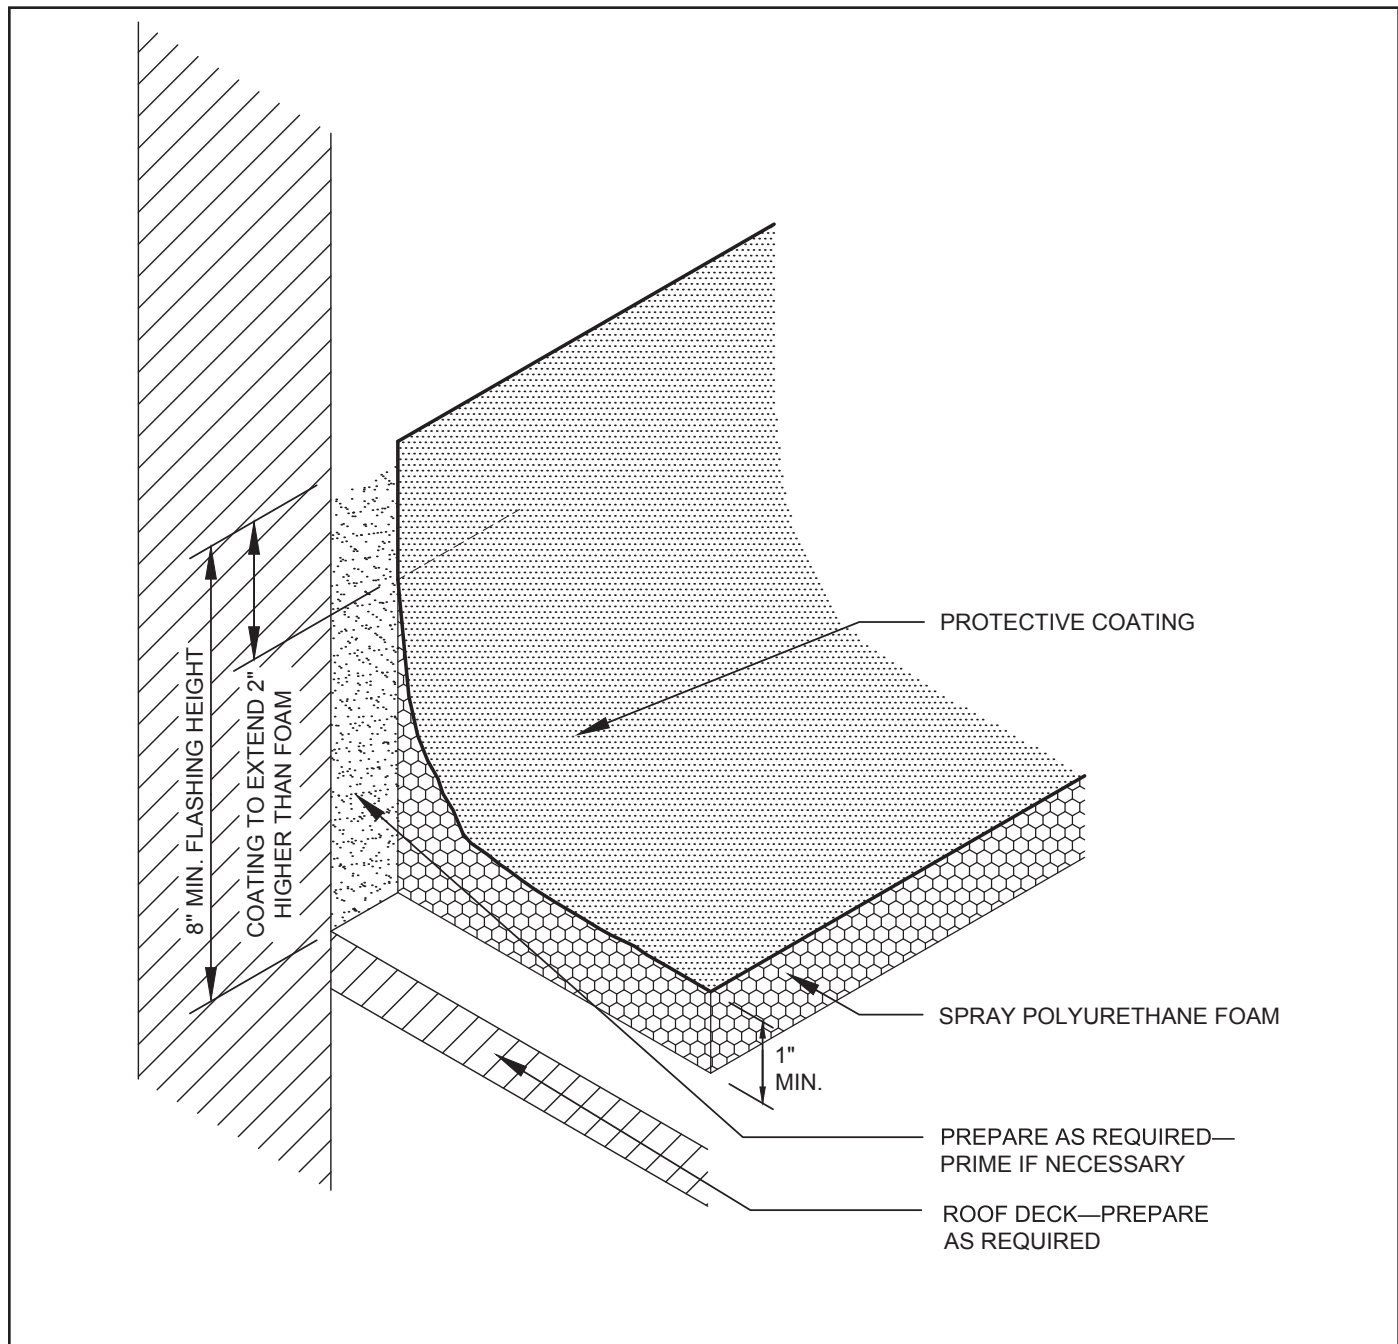 8" MIN. FLASHING HEIGHT
COATING TO EXTEND 2"
HIGHER THAN FOAM
PROTECTIVE COATING
SPRAY POLYURETHANE FOAM
1"
MIN.
PREPARE AS REQUIRED—
PRIME IF NECESSARY
ROOF DECK—PREPARE
AS REQUIRED